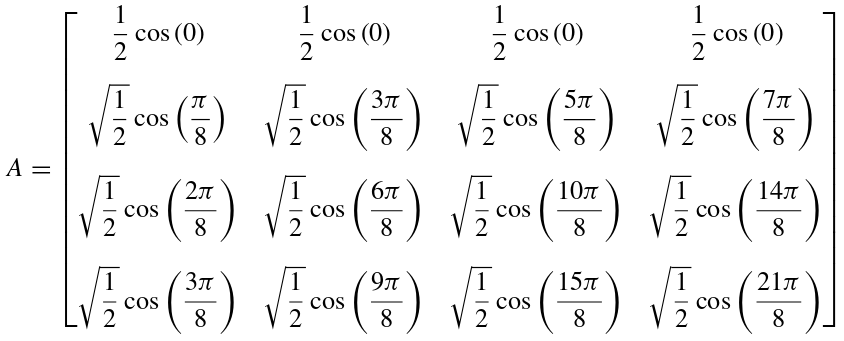 1/2 cos (0) 1/2 cos (0) 1/2 cos (0) 1/2 cos (0)
√(1/2) cos (π/8) √(1/2) cos (3π/8) √(1/2) cos (5π/8) √(1/2) cos (7π/8)
A =
√(1/2) cos (2π/8) √(1/2) cos (6π/8) √(1/2) cos (10π/8) √(1/2) cos (14π/8)
√(1/2) cos (3π/8) √(1/2) cos (9π/8) √(1/2) cos (15π/8) √(1/2) cos (21π/8)